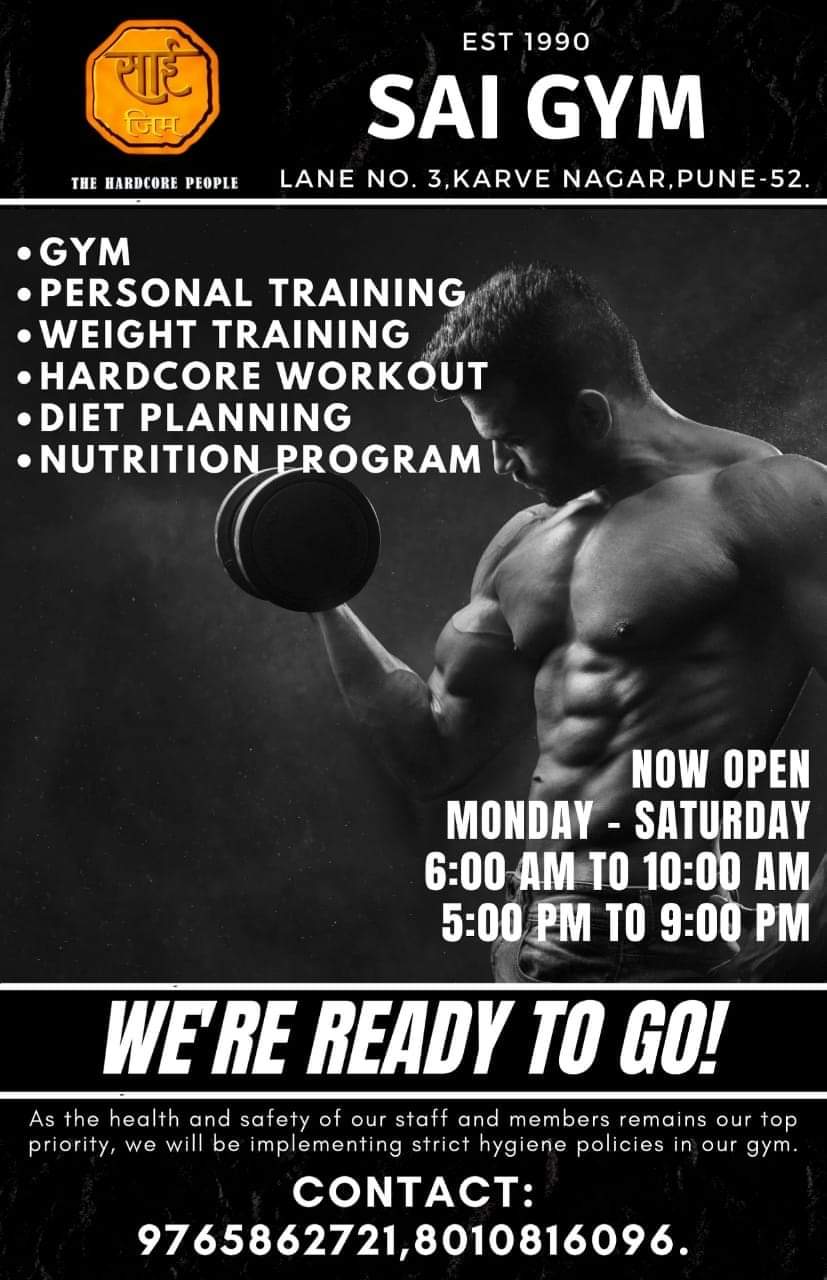 साई
जिम
THE HARDCORE PEOPLE
EST 1990
SAI GYM
LANE NO. 3,KARVE NAGAR,PUNE-52.
•GYM
•PERSONAL TRAINING
•WEIGHT TRAINING
•HARDCORE WORKOUT
•DIET PLANNING
•NUTRITION PROGRAM
NOW OPEN
MONDAY - SATURDAY
6:00 AM TO 10:00 AM
5:00 PM TO 9:00 PM
WE'RE READY TO GO!
As the health and safety of our staff and members remains our top
priority, we will be implementing strict hygiene policies in our gym.
CONTACT:
9765862721,8010816096.